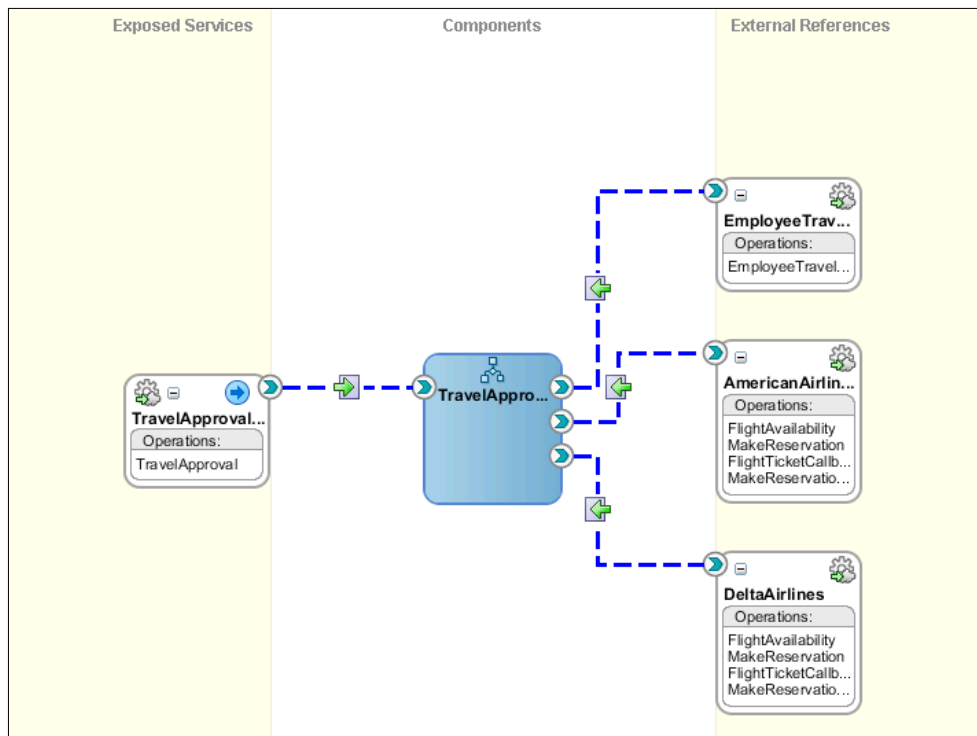 Exposed Services
Components
External References
TravelApproval...
Operations:
TravelApproval
TravelAppro...
EmployeeTrav...
Operations:
EmployeeTravel...
AmericanAirlin...
Operations:
FlightAvailability
MakeReservation
FlightTicketCallb...
MakeReservatio...
DeltaAirlines
Operations:
FlightAvailability
MakeReservation
FlightTicketCallb...
MakeReservatio...